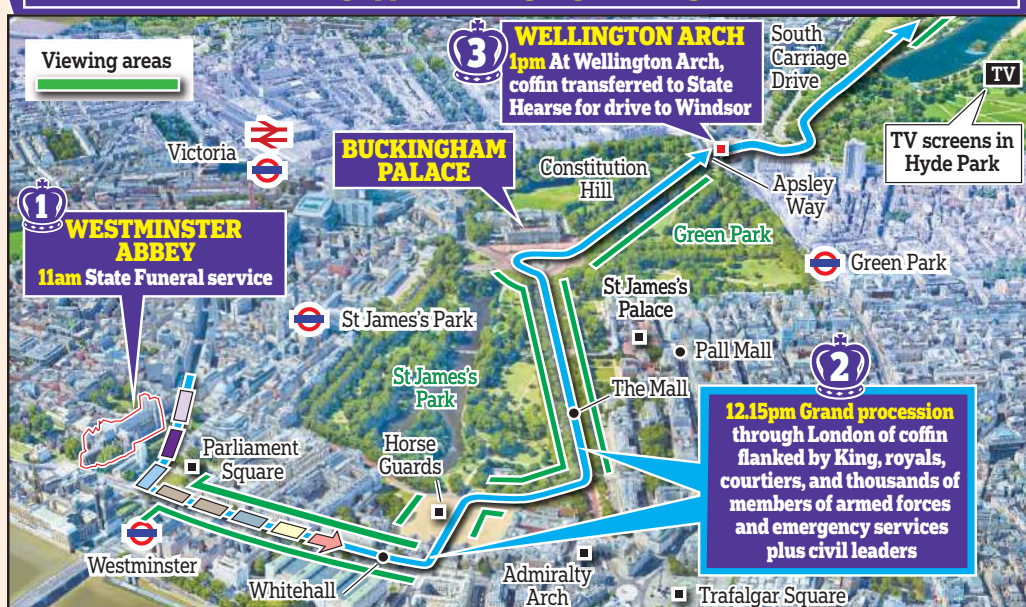 Viewing areas
3
WELLINGTON ARCH
1pm At Wellington Arch,
coffin transferred to State
Hearse for drive to Windsor
South
Carriage
Drive
TV
TV screens in
Hyde Park
Victoria
BUCKINGHAM
PALACE
Constitution
Hill
Apsley
Way
1
WESTMINSTER
ABBEY
11am State Funeral service
Green Park
Green Park
St James's Park
St James's
Palace
Pall Mall
St James's
Park
The Mall
2
12.15pm Grand procession
through London of coffin
flanked by King, royals,
courtiers, and thousands of
members of armed forces
and emergency services
plus civil leaders
Parliament
Square
Horse
Guards
Westminster
Whitehall
Admiralty
Arch
Trafalgar Square